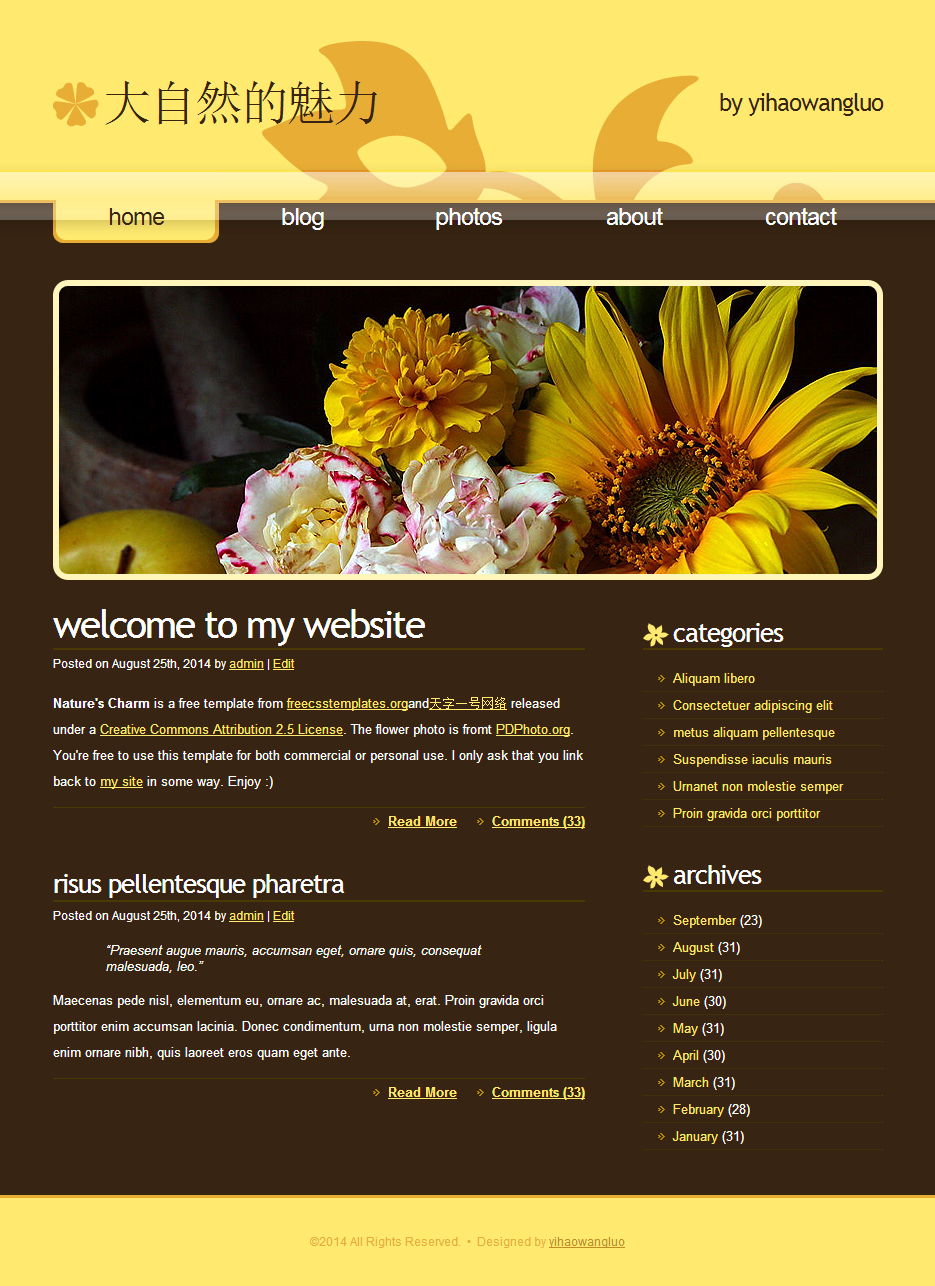 大自然的魅力
by yihaowangluo
home blog photos about contact
welcome to my website
Posted on August 25th, 2014 by admin | Edit
Nature's Charm is a free template from freecsstemplates.organd天字一号网络 released
under a Creative Commons Attribution 2.5 License. The flower photo is fromt PDPhoto.org.
You're free to use this template for both commercial or personal use. I only ask that you link
back to my site in some way. Enjoy :)
Read More Comments (33)
risus pellentesque pharetra
Posted on August 25th, 2014 by admin | Edit
“Praesent augue mauris, accumsan eget, ornare quis, consequat
malesuada, leo.”
Maecenas pede nisl, elementum eu, ornare ac, malesuada at, erat. Proin gravida orci
porttitor enim accumsan lacinia. Donec condimentum, urna non molestie semper, ligula
enim ornare nibh, quis laoreet eros quam eget ante.
Read More Comments (33)
categories
Aliquam libero
Consectetuer adipiscing elit
metus aliquam pellentesque
Suspendisse iaculis mauris
Urnanet non molestie semper
Proin gravida orci porttitor
archives
September (23)
August (31)
July (31)
June (30)
May (31)
April (30)
March (31)
February (28)
January (31)
©2014 All Rights Reserved. • Designed by yihaowangluo